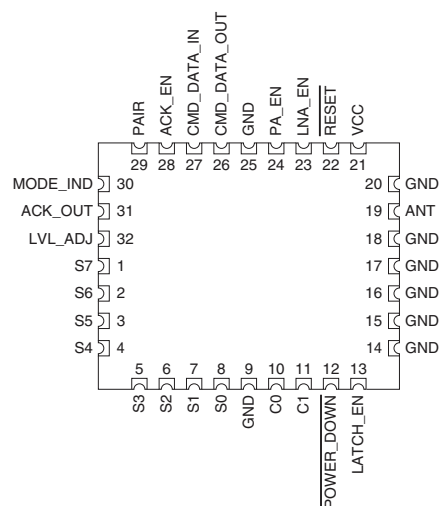 PAIR
ACK_EN
CMD_DATA_IN
CMD_DATA_OUT
GND
PA_EN
LNA_EN
RESET
VCC
29 28 27 26 25 24 23 22 21
MODE_IND 30
ACK_OUT 31
LVL_ADJ 32
S7 1
S6 2
S5 3
S4 4
20 GND
19 ANT
18 GND
17 GND
16 GND
15 GND
14 GND
5 6 7 8 9 10 11 12 13
S3
S2
S1
S0
GND
C0
C1
POWER_DOWN
LATCH_EN